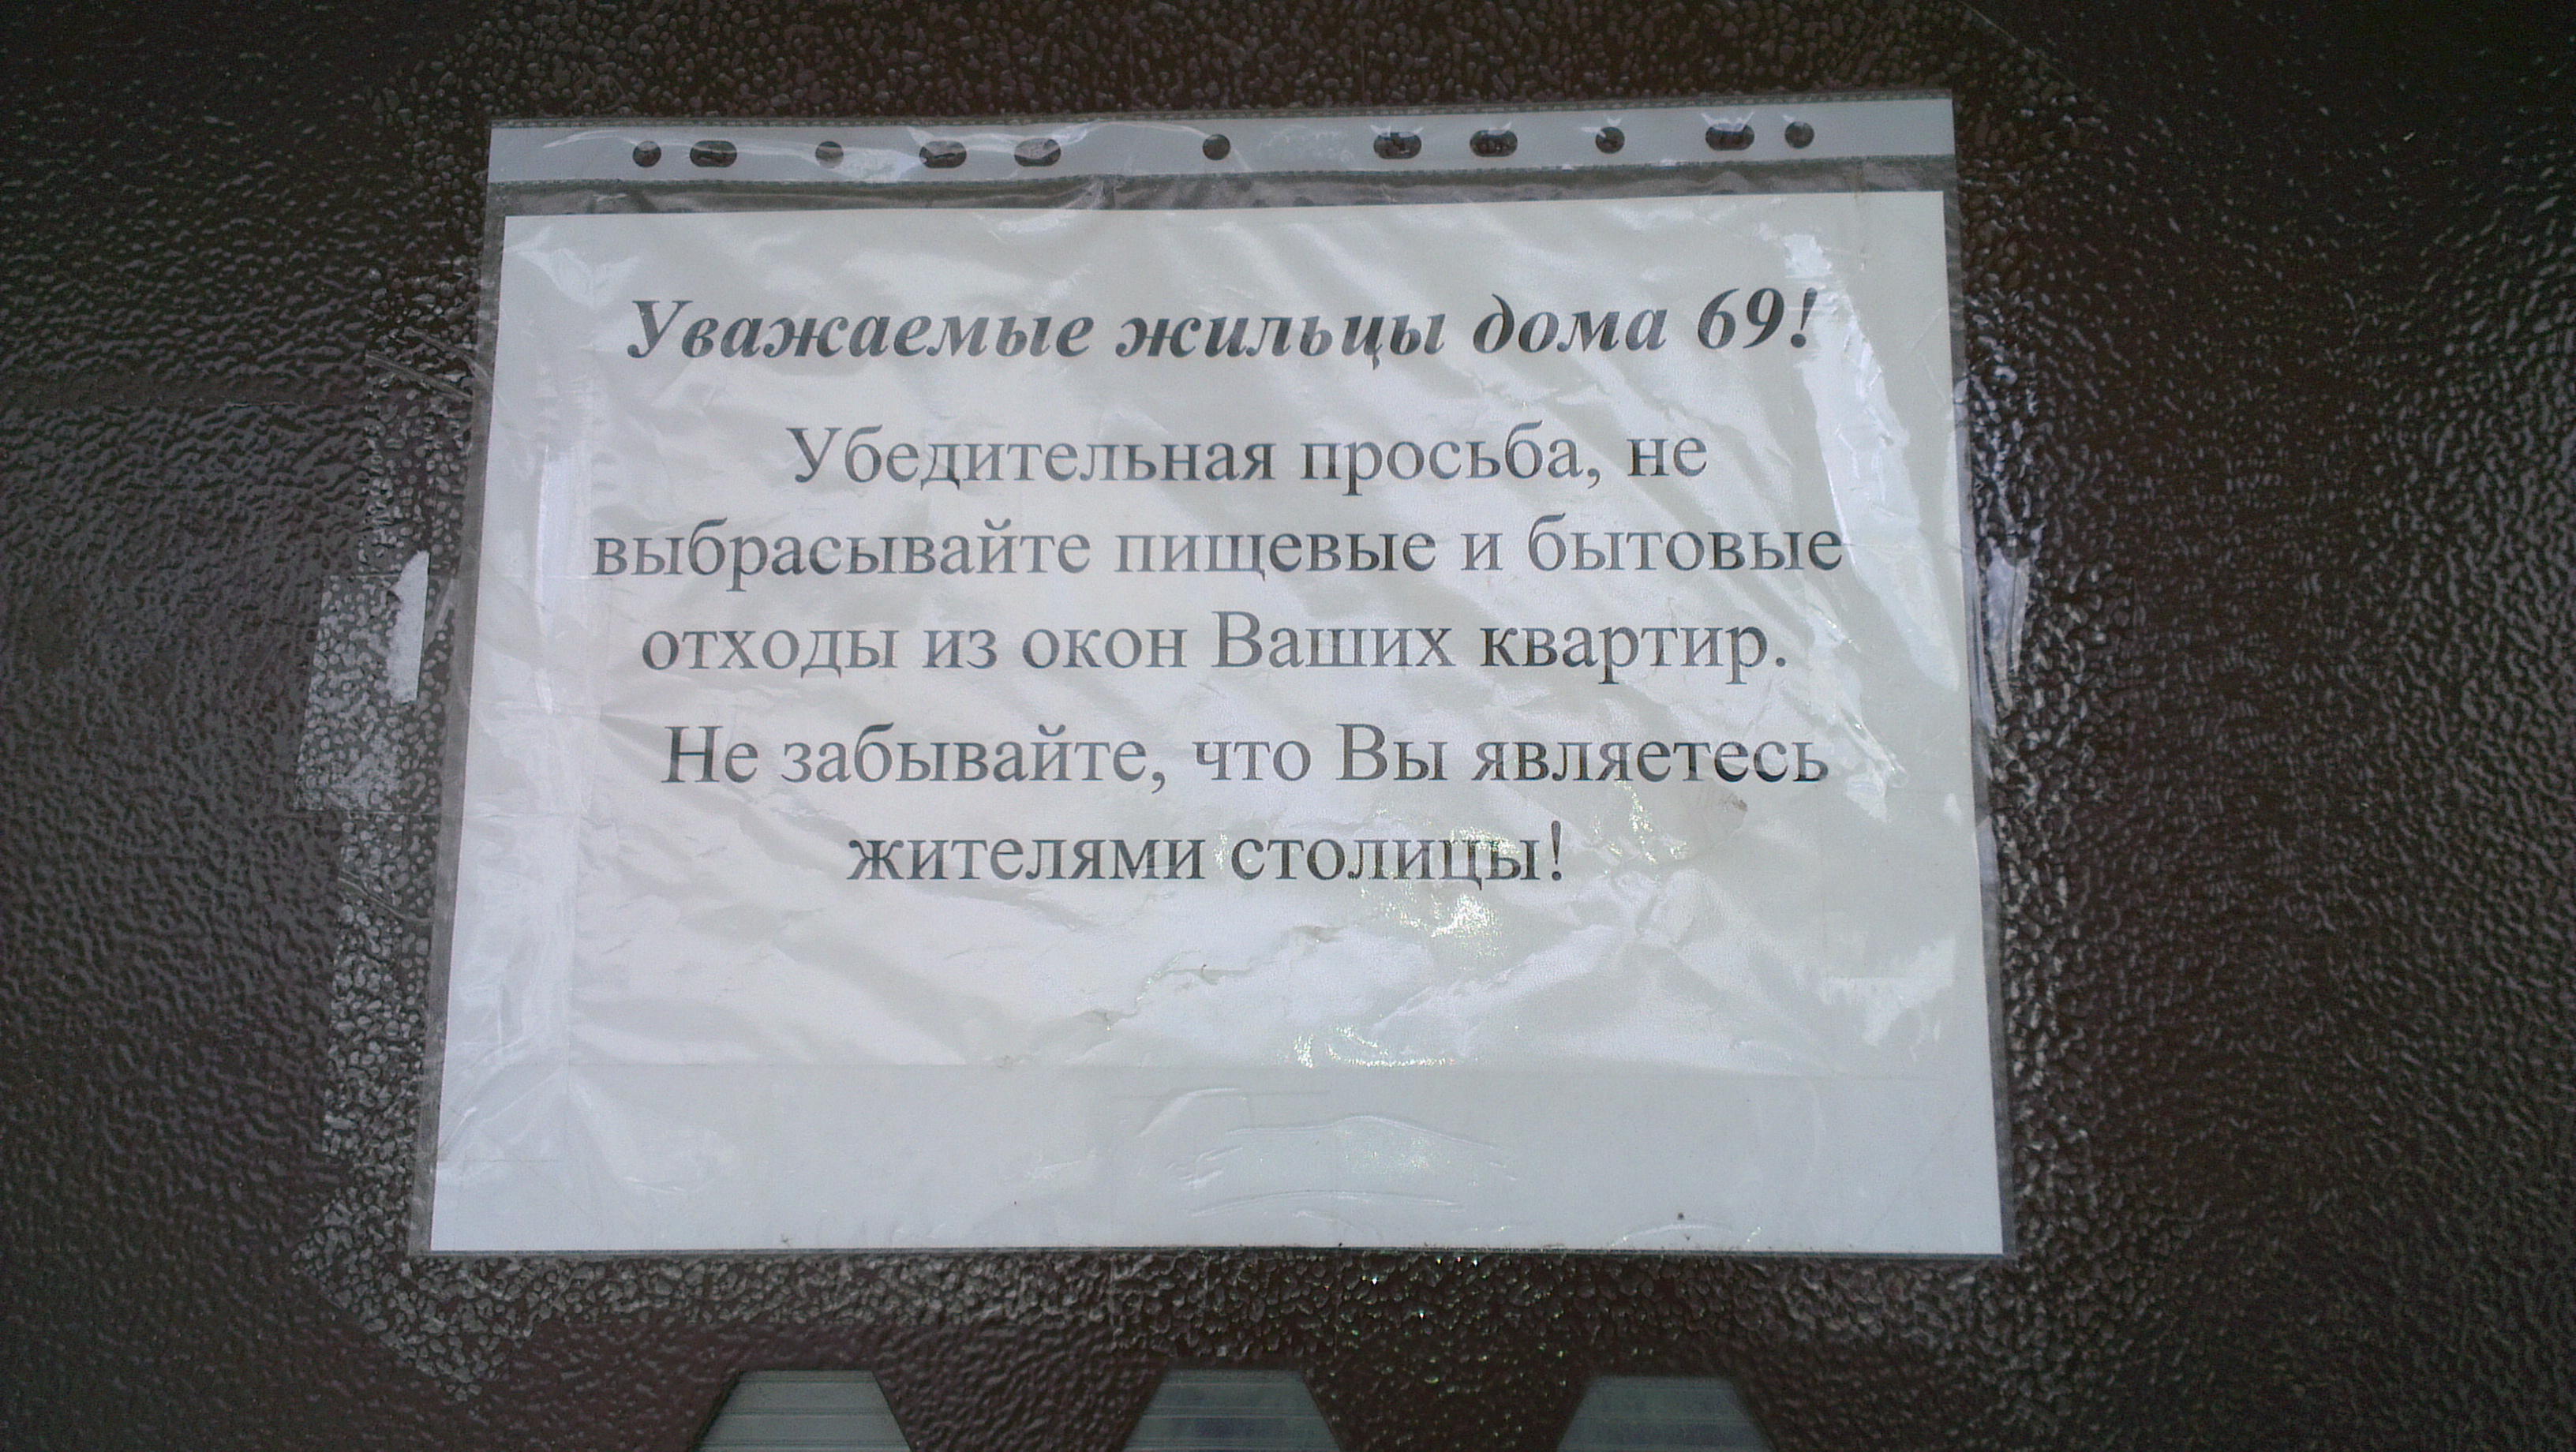 Уважаемые жильцы дома 69!
Убедительная просьба, не
выбрасывайте пищевые и бытовые
отходы из окон Ваших квартир.
Не забывайте, что Вы являетесь
жителями столицы!